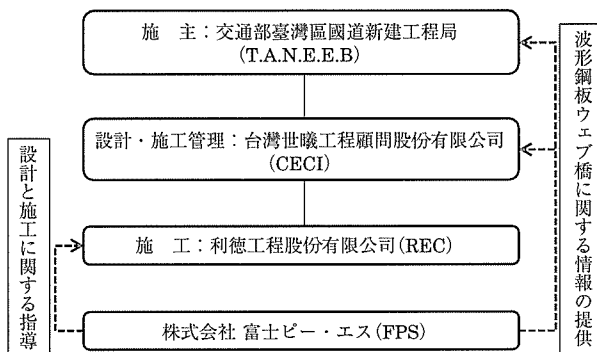 施　主：交通部臺灣區國道新建工程局
(T.A.N.E.E.B)
設計・施工管理：台灣世曦工程顧問股份有限公司
(CECI)
施　工：利德工程股份有限公司(REC)
株式会社 富士ピー・エス(FPS)
設計と施工に関する指導
波形鋼板ウェブ橋に関する情報の提供